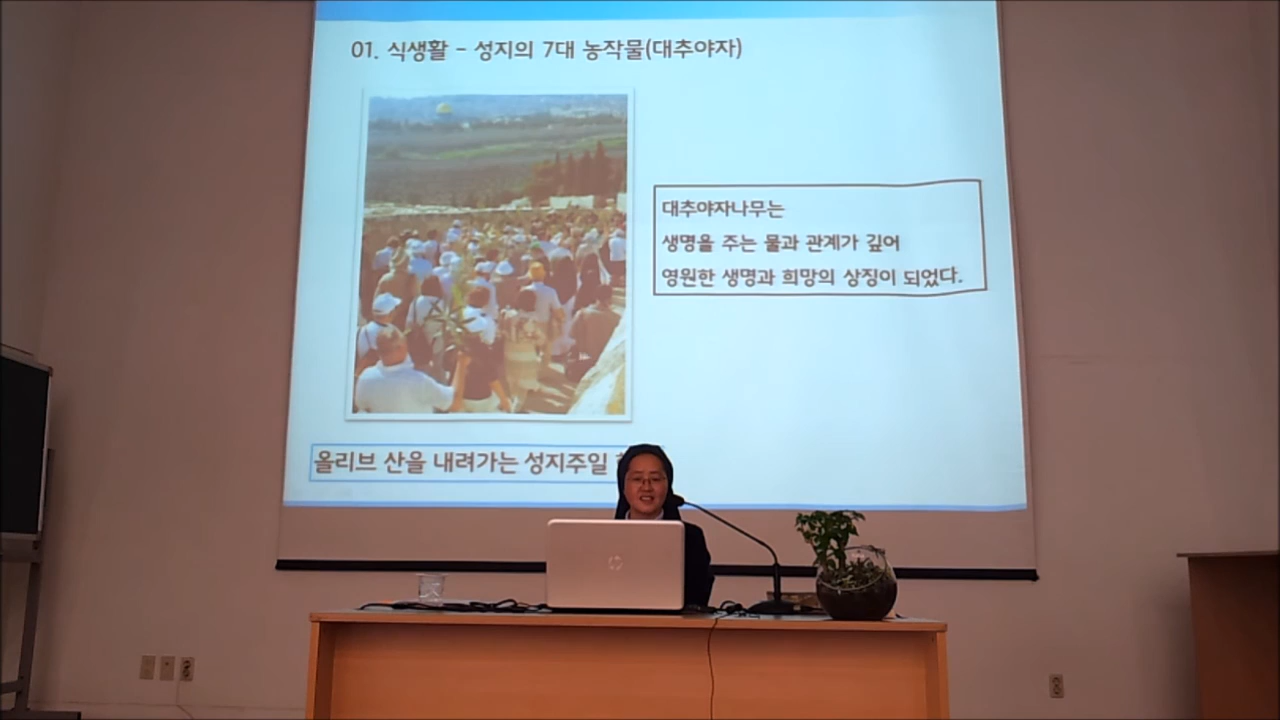 01. 식생활 - 성지의 7대 농작물(대추야자)
대추야자나무는
생명을 주는 물과 관계가 깊어
영원한 생명과 희망의 상징이 되었다.
올리브 산을 내려가는 성지주일
hp